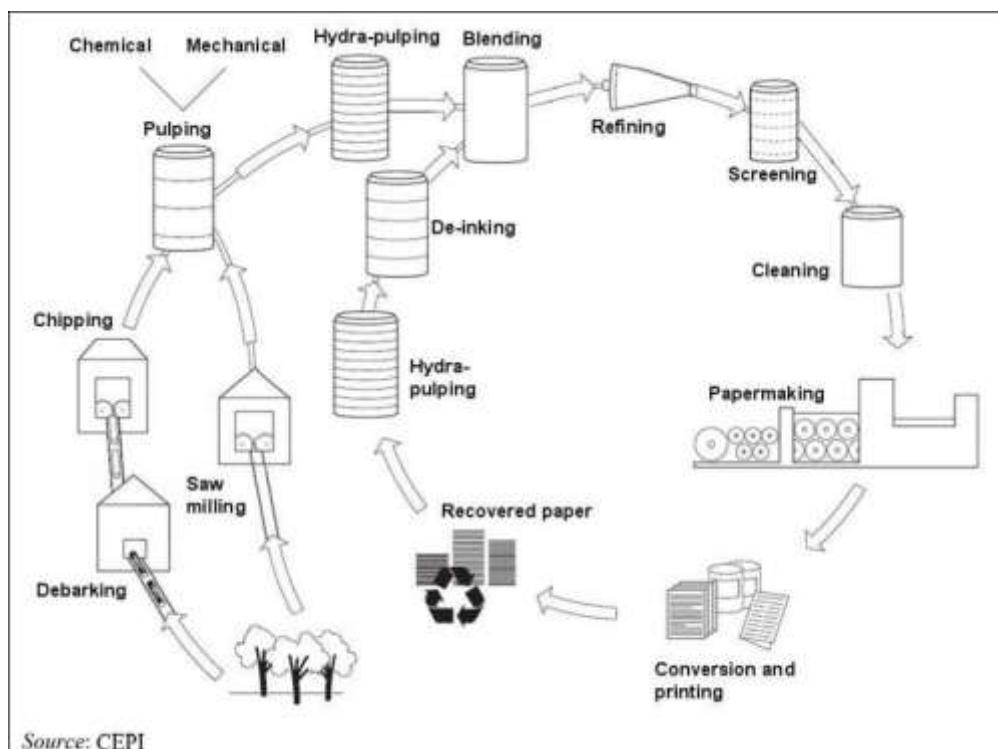 Chemical
Mechanical
Hydra-pulping
Blending
Pulping
Refining
Screening
De-inking
Cleaning
Chipping
Hydra-
pulping
Papermaking
Saw
milling
Recovered paper
Debarking
Conversion and
printing
Source: CEPI